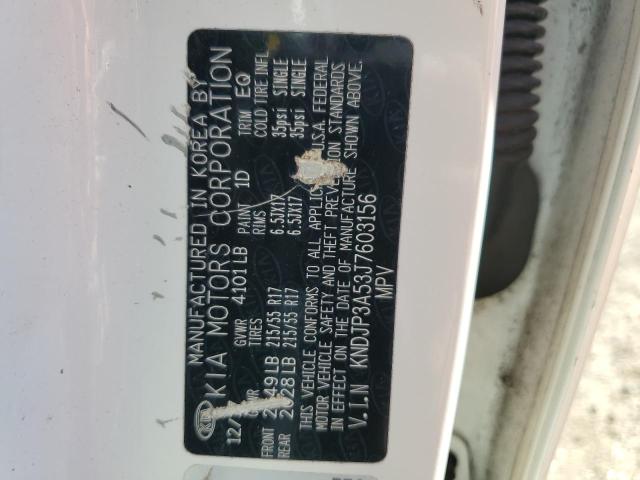 MANUFACTURED IN KOREA BY
KIA MOTORS CORPORATION
GVWR PAINT TRIM
4101 LB 1D EQ
TIRES RIMS COLD TIRE INFL
FRONT LB 215/55 R17 6.5JX17 35psi SINGLE
REAR LB 215/55 R17 6.5JX17 35psi SINGLE
THIS VEHICLE CONFORMS TO ALL U.S.A. FEDERAL
MOTOR VEHICLE SAFETY AND THEFT PREVENTION STANDARDS
IN EFFECT ON THE DATE OF MANUFACTURE SHOWN ABOVE.
V.I.N KNDJP3A53J7603156
MPV